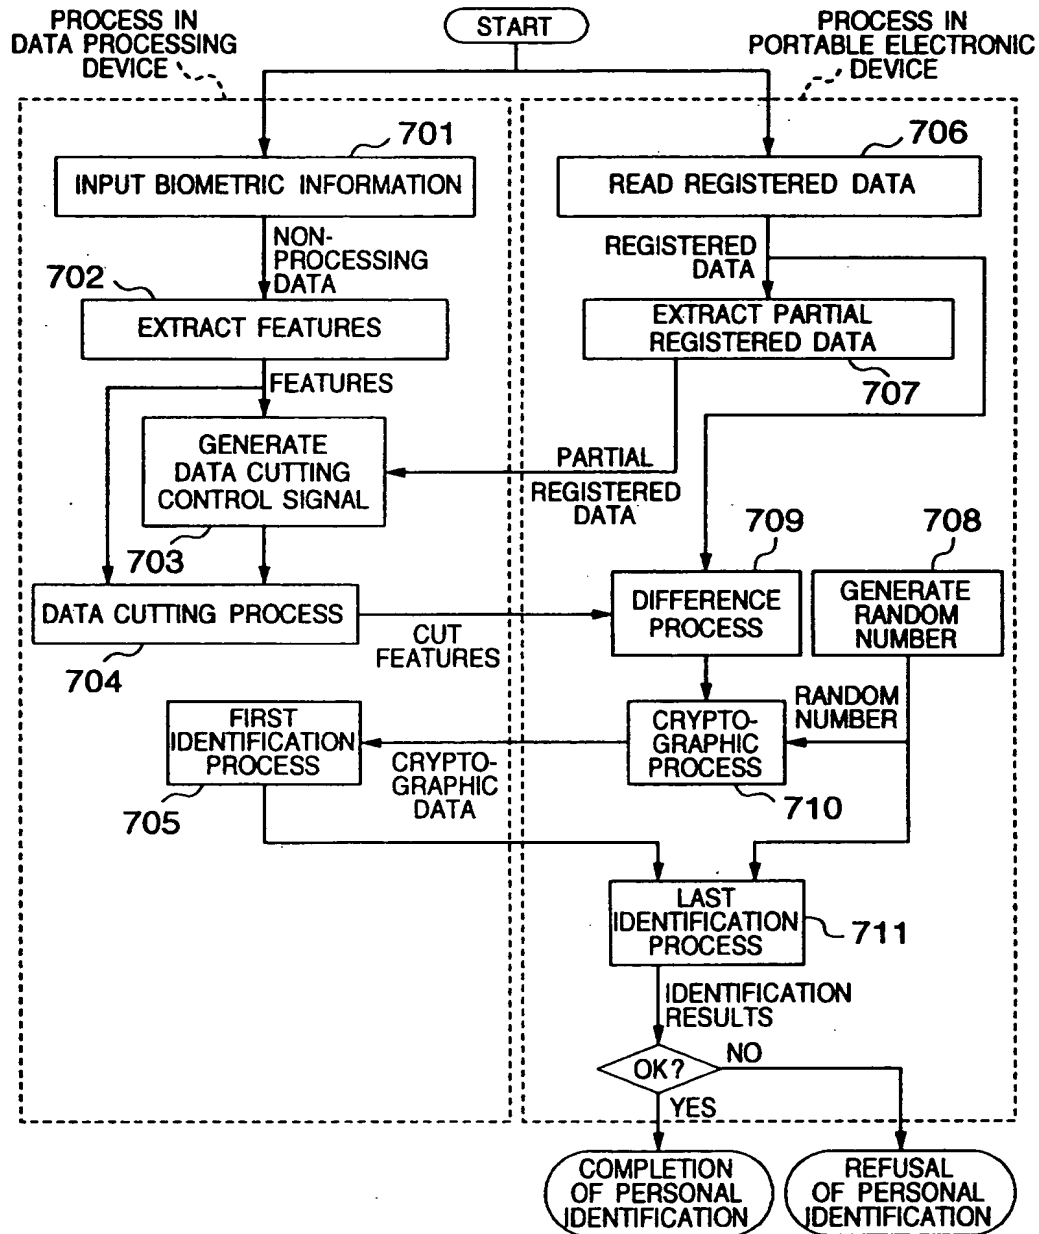 PROCESS IN
DATA PROCESSING
DEVICE
START
PROCESS IN
PORTABLE ELECTRONIC
DEVICE
701
INPUT BIOMETRIC INFORMATION
706
READ REGISTERED DATA
NON-
PROCESSING
DATA
REGISTERED
DATA
702
EXTRACT FEATURES
EXTRACT PARTIAL
REGISTERED DATA
707
FEATURES
GENERATE
DATA CUTTING
CONTROL SIGNAL
703
PARTIAL
REGISTERED
DATA
709
708
DATA CUTTING PROCESS
704
CUT
FEATURES
DIFFERENCE
PROCESS
GENERATE
RANDOM
NUMBER
FIRST
IDENTIFICATION
PROCESS
705
CRYPTO-
GRAPHIC
DATA
CRYPTO-
GRAPHIC
PROCESS
710
RANDOM
NUMBER
LAST
IDENTIFICATION
PROCESS
711
IDENTIFICATION
RESULTS
OK?
NO
YES
COMPLETION
OF PERSONAL
IDENTIFICATION
REFUSAL
OF PERSONAL
IDENTIFICATION